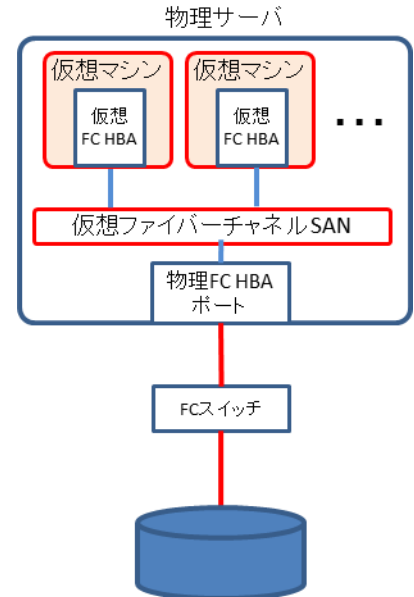 物理サーバ
仮想マシン
仮想マシン
仮想
FC HBA
仮想
FC HBA
・・・
仮想ファイバーチャネルSAN
物理FC HBA
ポート
FCスイッチ